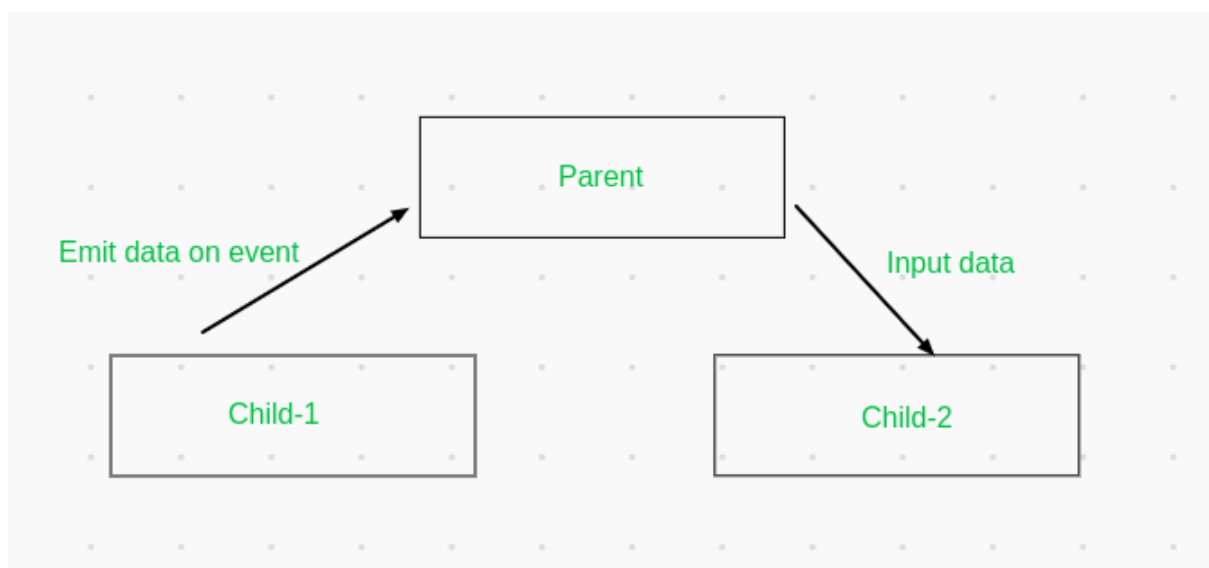 Parent
Emit data on event
Input data
Child-1
Child-2